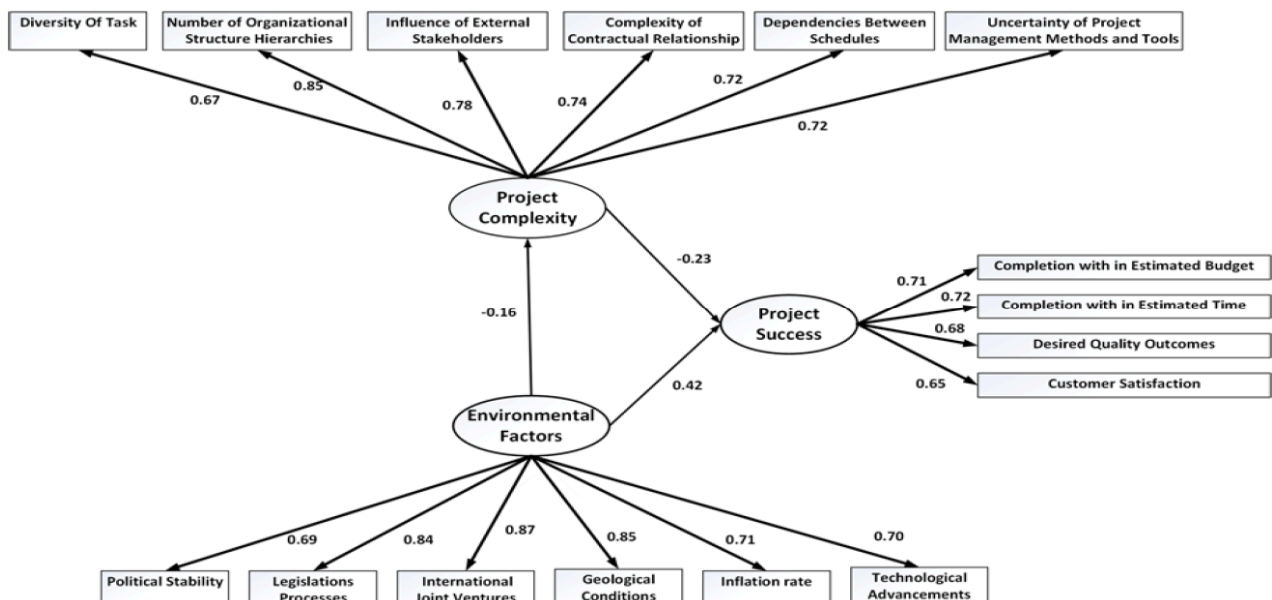 Diversity Of Task
Number of Organizational
Structure Hierarchies
Influence of External
Stakeholders
Complexity of
Contractual Relationship
Dependencies Between
Schedules
Uncertainty of Project
Management Methods and Tools
0.67
0.85
0.78
0.74
0.72
0.72
Project
Complexity
-0.23
-0.16
Project
Success
0.42
0.71
0.72
0.68
0.65
Completion with in Estimated Budget
Completion with in Estimated Time
Desired Quality Outcomes
Customer Satisfaction
Environmental
Factors
0.69
0.84
0.87
0.85
0.71
0.70
Political Stability
Legislations
Processes
International
Joint Ventures
Geological
Conditions
Inflation rate
Technological
Advancements